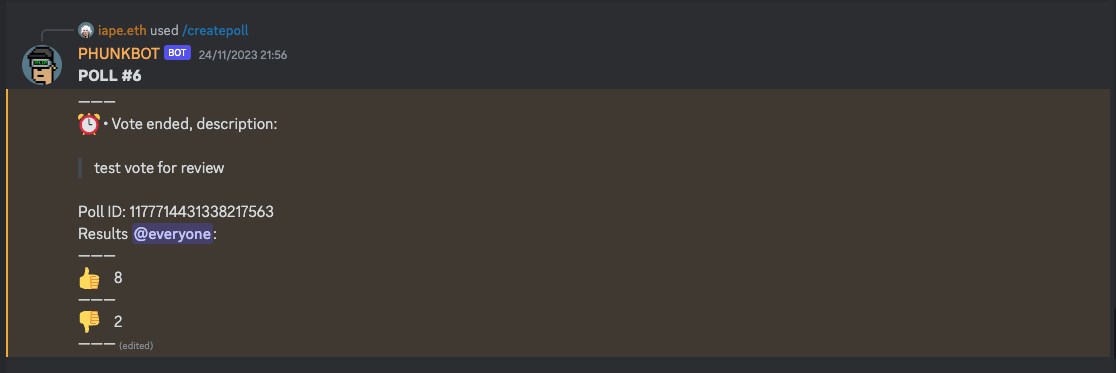 iape.eth used /createpoll
PHUNKBOT BOT 24/11/2023 21:56
POLL #6
———
• Vote ended, description:
test vote for review
Poll ID: 1177714431338217563
Results @everyone:
———
8
———
2
——— (edited)